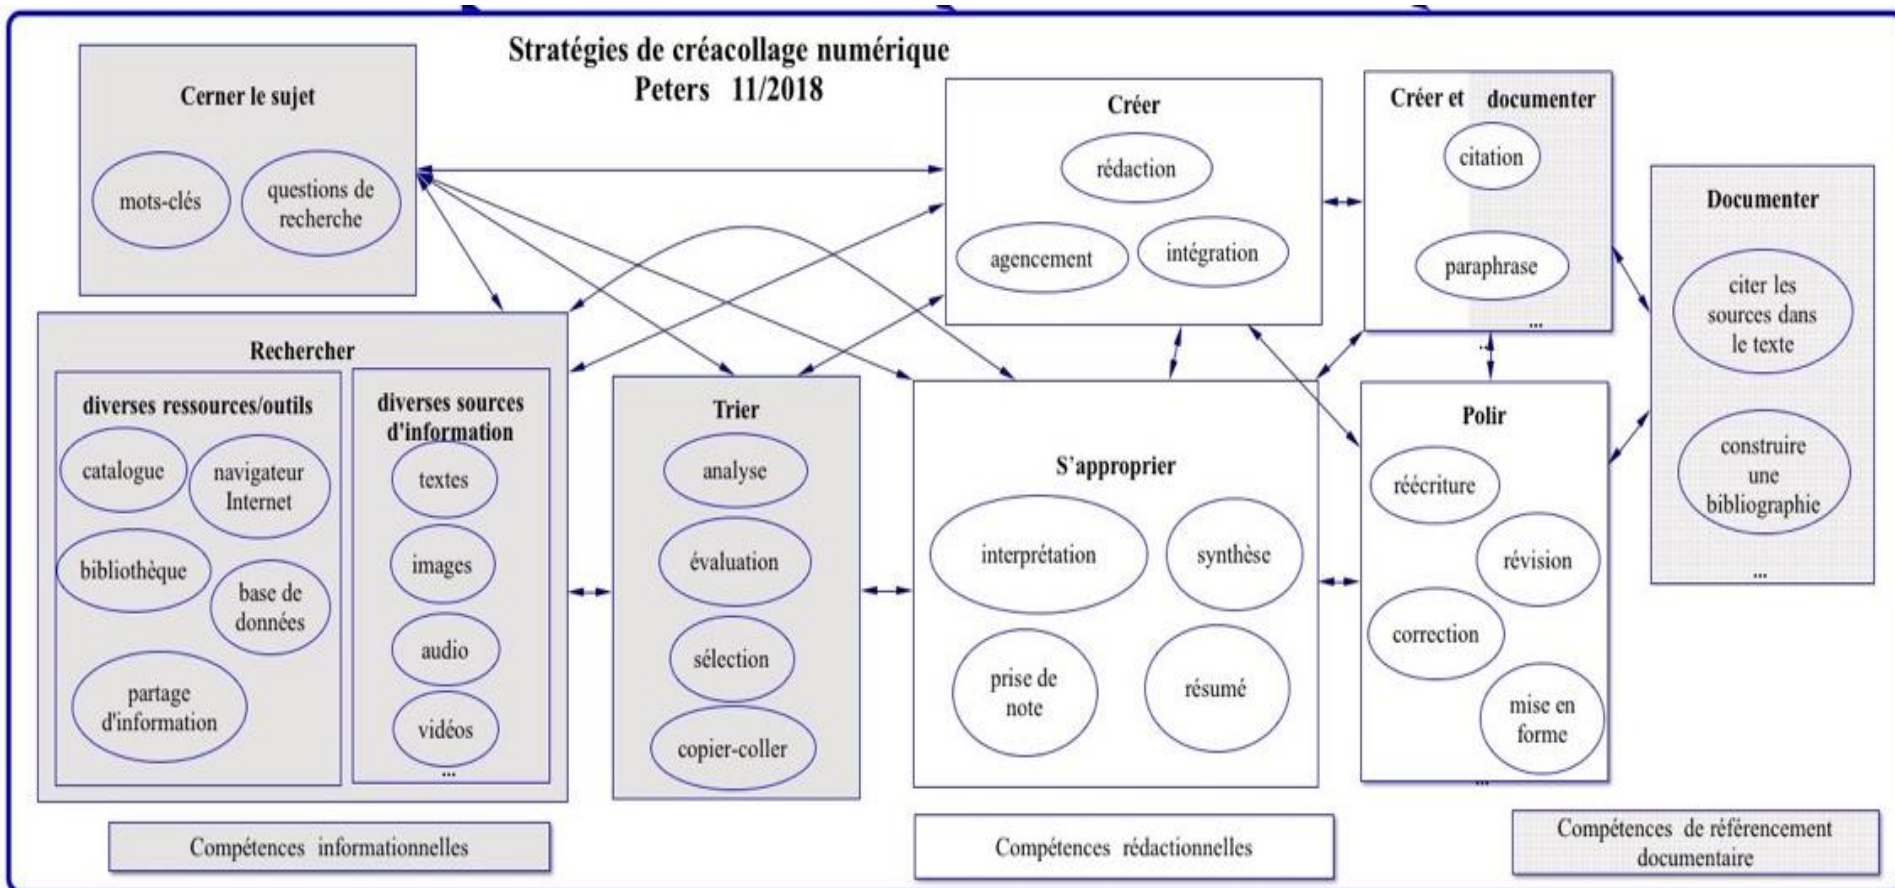 Stratégies de créacollage numérique
Peters 11/2018
Cerner le sujet
mots-clés
questions de
recherche
Rechercher
diverses ressources/outils
catalogue
navigateur
Internet
bibliothèque
base de
données
partage
d'information
diverses sources
d'information
textes
images
audio
vidéos
...
Trier
analyse
évaluation
sélection
copier-coller
Créer
rédaction
agencement
intégration
S'approprier
interprétation
synthèse
prise de
note
résumé
Créer et documenter
citation
paraphrase
...
Polir
réécriture
révision
correction
mise en
forme
...
Documenter
citer les
sources dans
le texte
construire
une
bibliographie
...
Compétences informationnelles
Compétences rédactionnelles
Compétences de référencement
documentaire